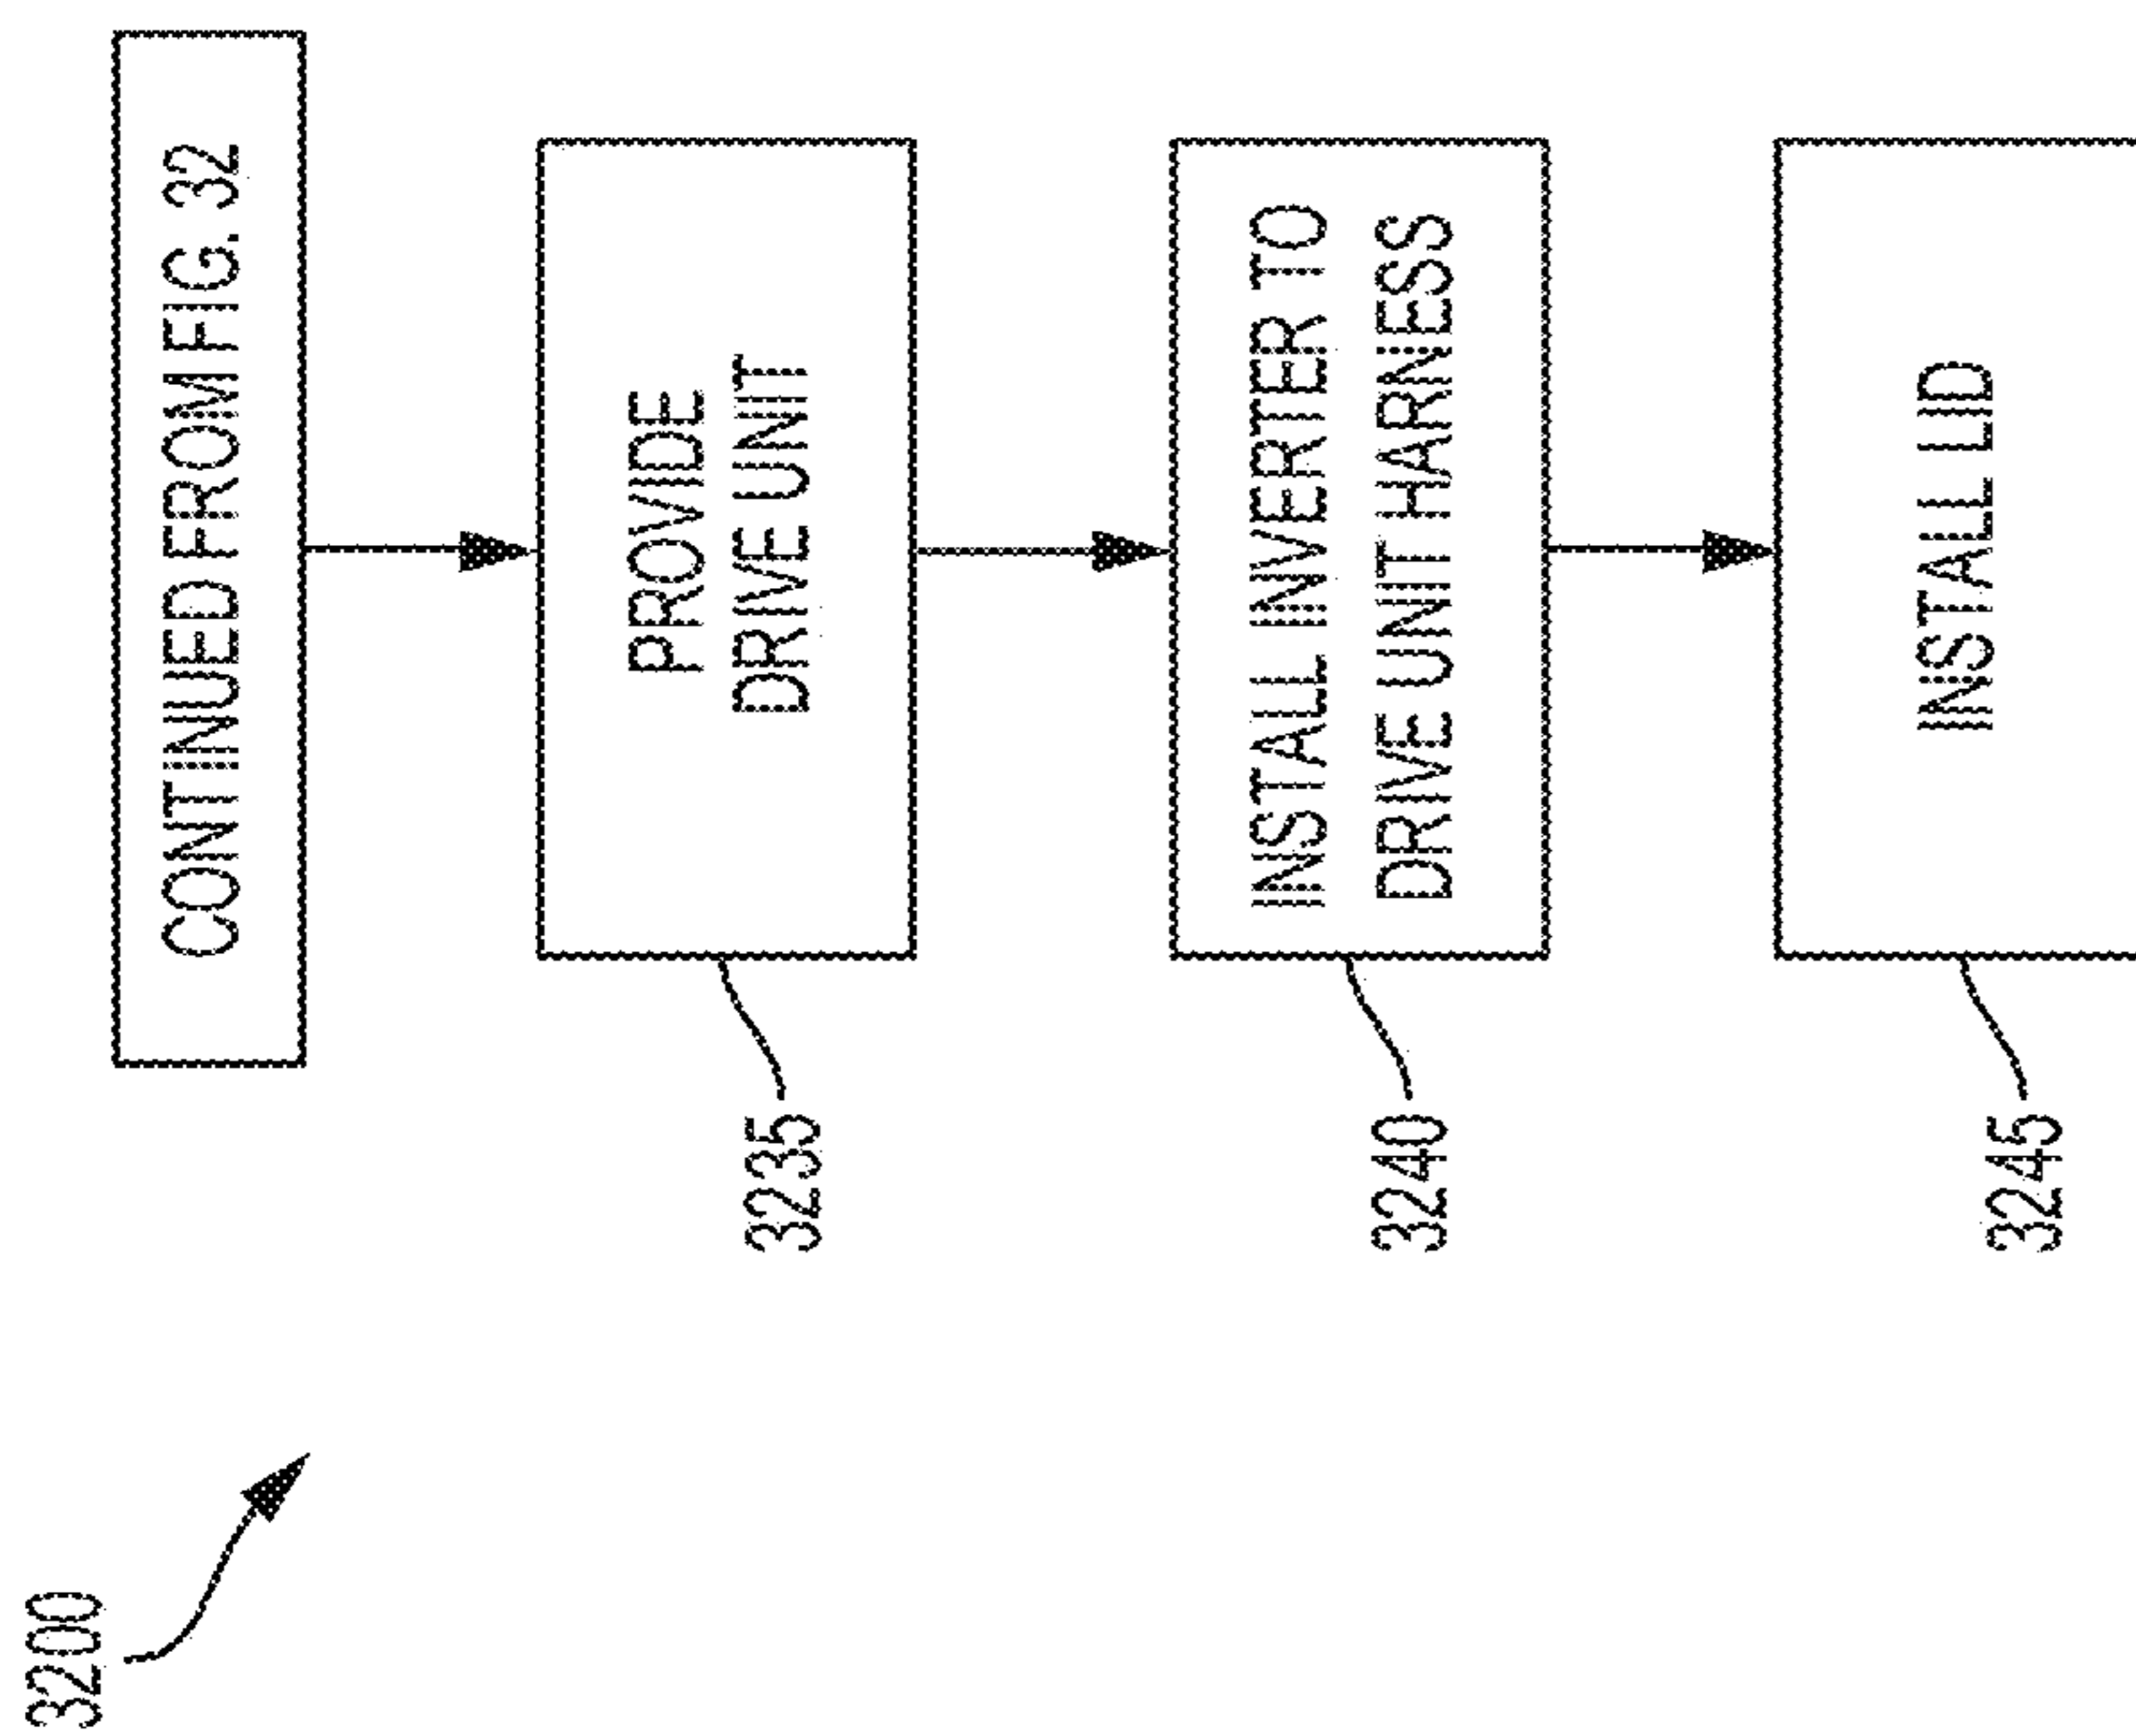 3200
CONTINUED FROM FIG. 32
PROVIDE
DRIVE UNIT
3235
INSTALL INVERTER TO
DRIVE UNIT HARNESS
3240
INSTALL LID
3245